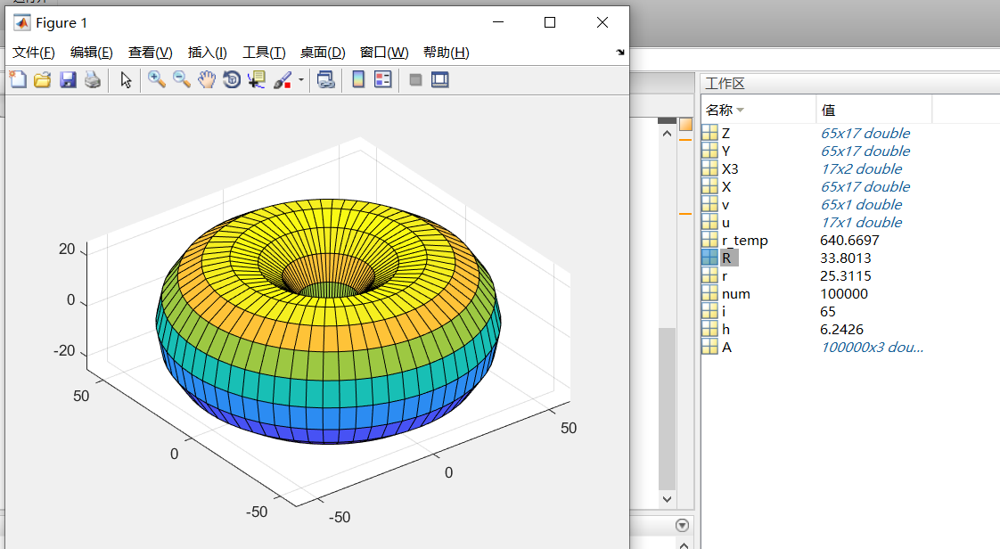 Figure 1
文件(F) 编辑(E) 查看(V) 插入(I) 工具(T) 桌面(D) 窗口(W) 帮助(H)
20
0
-20
50
0
-50
-50
0
50
工作区
名称 值
Z 65x17 double
Y 65x17 double
X3 17x2 double
X 65x17 double
v 65x1 double
u 17x1 double
r_temp 640.6697
R 33.8013
r 25.3115
num 100000
i 65
h 6.2426
A 100000x3 dou...